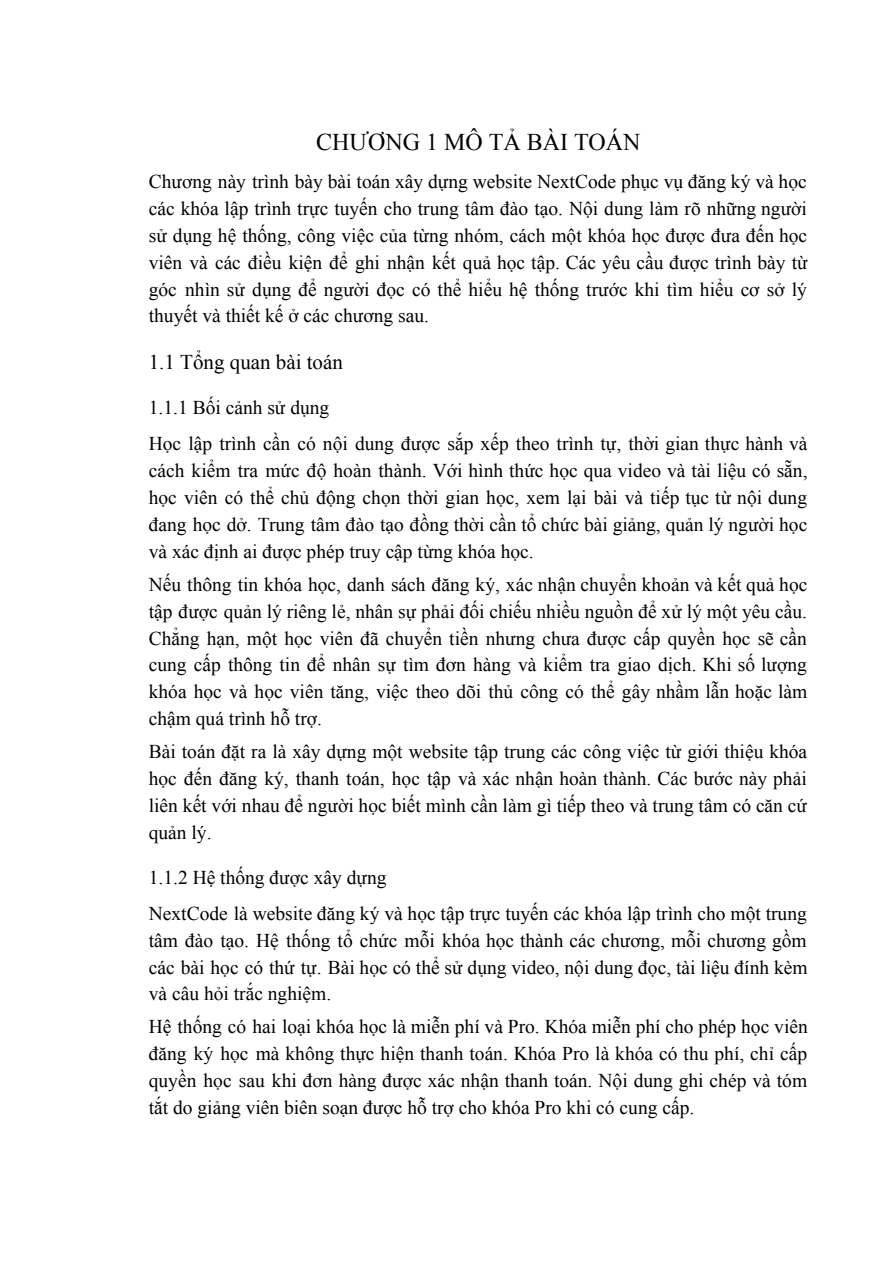 CHƯƠNG 1 MÔ TẢ BÀI TOÁN
Chương này trình bày bài toán xây dựng website NextCode phục vụ đăng ký và học
các khóa lập trình trực tuyến cho trung tâm đào tạo. Nội dung làm rõ những người
sử dụng hệ thống, công việc của từng nhóm, cách một khóa học được đưa đến học
viên và các điều kiện để ghi nhận kết quả học tập. Các yêu cầu được trình bày từ
góc nhìn sử dụng để người đọc có thể hiểu hệ thống trước khi tìm hiểu cơ sở lý
thuyết và thiết kế ở các chương sau.
1.1 Tổng quan bài toán
1.1.1 Bối cảnh sử dụng
Học lập trình cần có nội dung được sắp xếp theo trình tự, thời gian thực hành và
cách kiểm tra mức độ hoàn thành. Với hình thức học qua video và tài liệu có sẵn,
học viên có thể chủ động chọn thời gian học, xem lại bài và tiếp tục từ nội dung
đang học dở. Trung tâm đào tạo đồng thời cần tổ chức bài giảng, quản lý người học
và xác định ai được phép truy cập từng khóa học.
Nếu thông tin khóa học, danh sách đăng ký, xác nhận chuyển khoản và kết quả học
tập được quản lý riêng lẻ, nhân sự phải đối chiếu nhiều nguồn để xử lý một yêu cầu.
Chẳng hạn, một học viên đã chuyển tiền nhưng chưa được cấp quyền học sẽ cần
cung cấp thông tin để nhân sự tìm đơn hàng và kiểm tra giao dịch. Khi số lượng
khóa học và học viên tăng, việc theo dõi thủ công có thể gây nhầm lẫn hoặc làm
chậm quá trình hỗ trợ.
Bài toán đặt ra là xây dựng một website tập trung các công việc từ giới thiệu khóa
học đến đăng ký, thanh toán, học tập và xác nhận hoàn thành. Các bước này phải
liên kết với nhau để người học biết mình cần làm gì tiếp theo và trung tâm có căn cứ
quản lý.
1.1.2 Hệ thống được xây dựng
NextCode là website đăng ký và học tập trực tuyến các khóa lập trình cho một trung
tâm đào tạo. Hệ thống tổ chức mỗi khóa học thành các chương, mỗi chương gồm
các bài học có thứ tự. Bài học có thể sử dụng video, nội dung đọc, tài liệu đính kèm
và câu hỏi trắc nghiệm.
Hệ thống có hai loại khóa học là miễn phí và Pro. Khóa miễn phí cho phép học viên
đăng ký học mà không thực hiện thanh toán. Khóa Pro là khóa có thu phí, chỉ cấp
quyền học sau khi đơn hàng được xác nhận thanh toán. Nội dung ghi chép và tóm
tắt do giảng viên biên soạn được hỗ trợ cho khóa Pro khi có cung cấp.